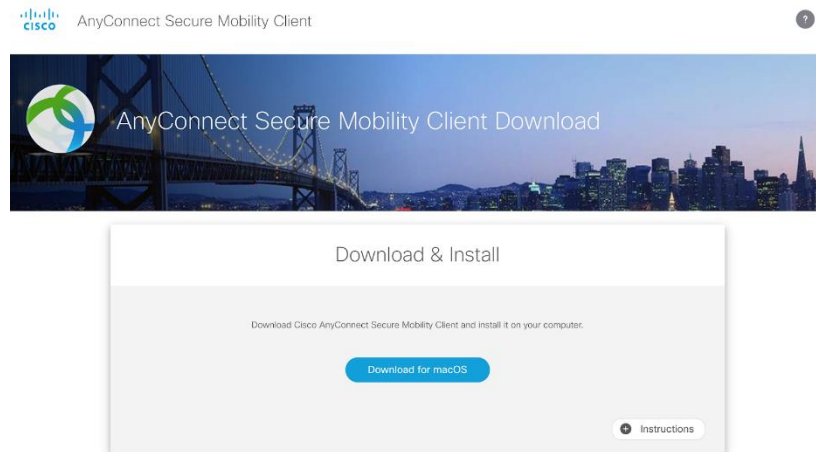 CISCO
AnyConnect Secure Mobility Client
?
AnyConnect Secure Mobility Client Download
Download & Install
Download Cisco AnyConnect Secure Mobility Client and install it on your computer.
Download for macOS
Instructions